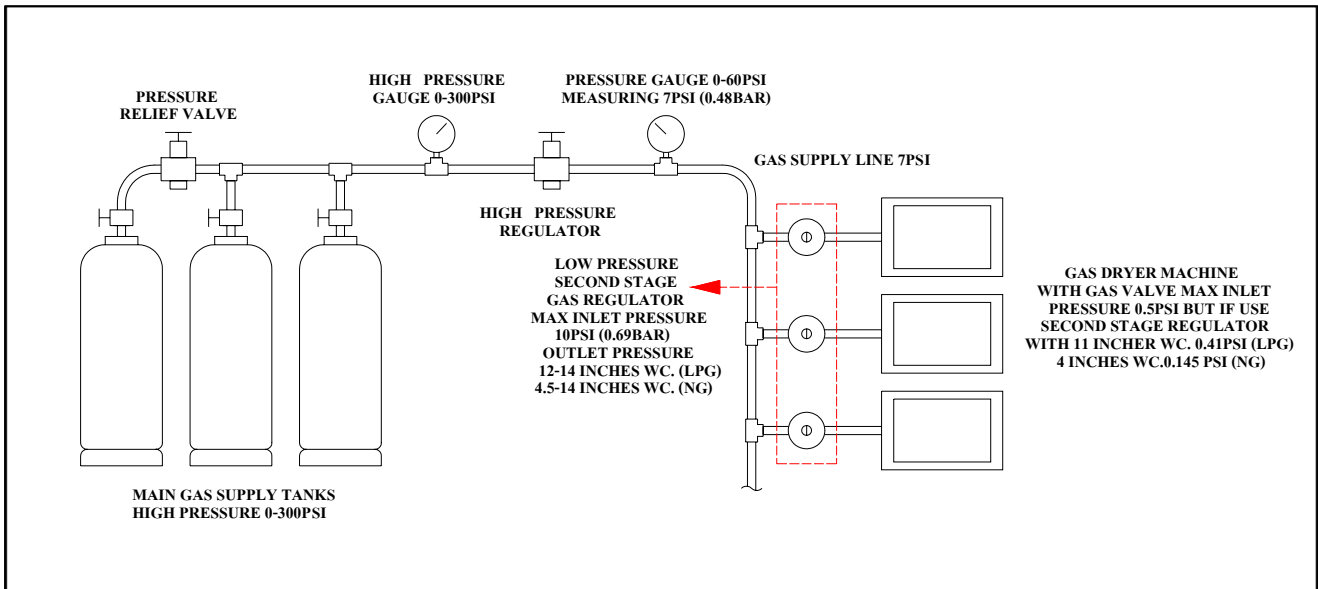 PRESSURE
RELIEF VALVE
HIGH PRESSURE
GAUGE 0-300PSI
PRESSURE GAUGE 0-60PSI
MEASURING 7PSI (0.48BAR)
GAS SUPPLY LINE 7PSI
HIGH PRESSURE
REGULATOR
LOW PRESSURE
SECOND STAGE
GAS REGULATOR
MAX INLET PRESSURE
10PSI (0.69BAR)
OUTLET PRESSURE
12-14 INCHES WC. (LPG)
4.5-14 INCHES WC. (NG)
GAS DRYER MACHINE
WITH GAS VALVE MAX INLET
PRESSURE 0.5PSI BUT IF USE
SECOND STAGE REGULATOR
WITH 11 INCHER WC. 0.41PSI (LPG)
4 INCHES WC.0.145 PSI (NG)
MAIN GAS SUPPLY TANKS
HIGH PRESSURE 0-300PSI